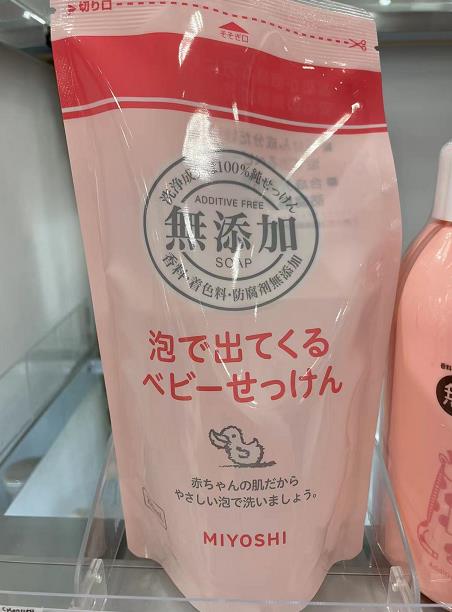 切り口
そそぎ口
洗浄成分は100%純せっけん
ADDITIVE FREE
無添加
SOAP
香料・着色料・防腐剤無添加
泡で出てくる
ベビーせっけん
赤ちゃんの肌だから
やさしい泡で洗いましょう。
MIYOSHI